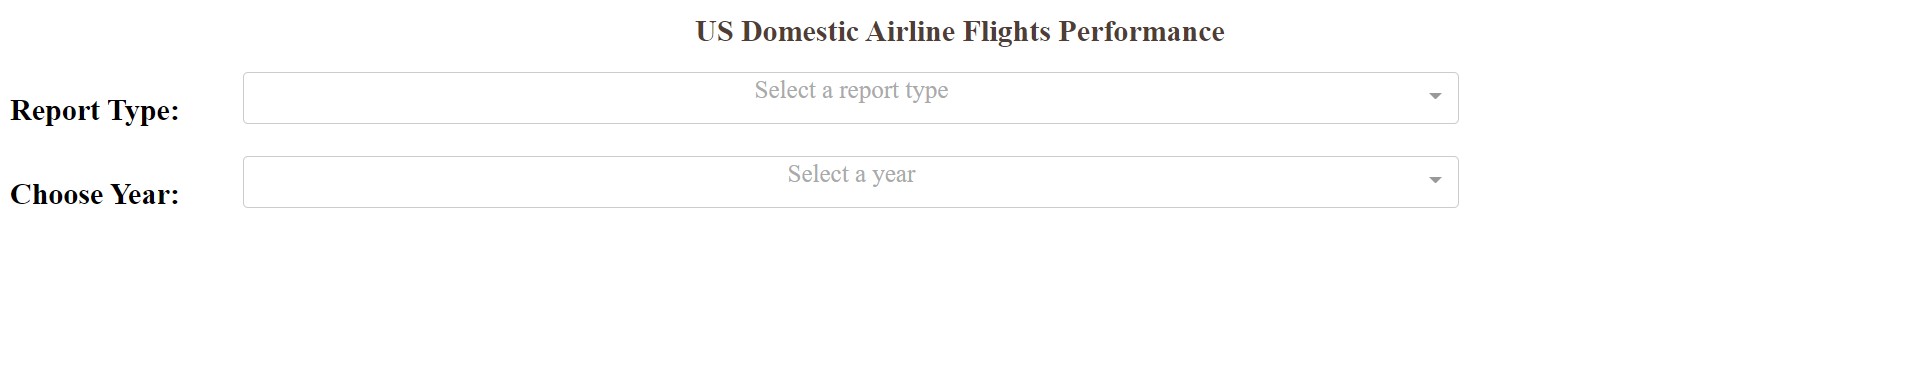 US Domestic Airline Flights Performance
Report Type:
Select a report type
Choose Year:
Select a year